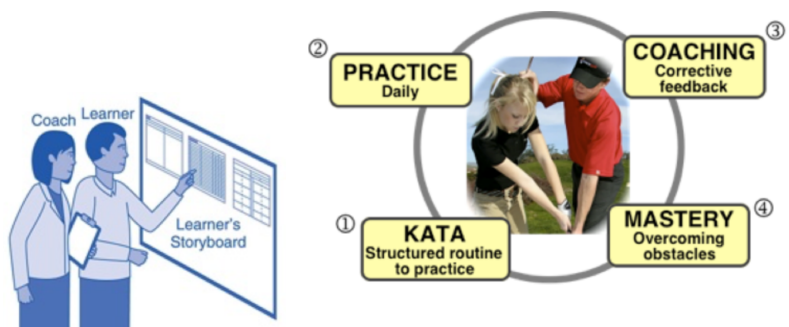 Coach
Learner
Learner's
Storyboard
②
PRACTICE
Daily
③
COACHING
Corrective
feedback
①
KATA
Structured routine
to practice
④
MASTERY
Overcoming
obstacles